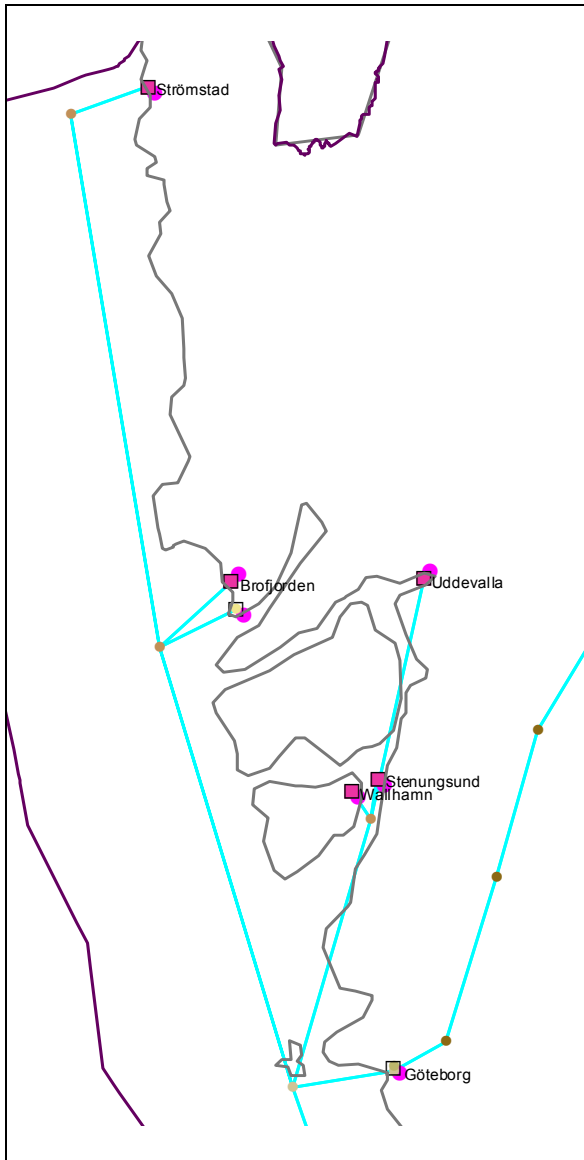 Strömstad
Brofjorden
Uddevalla
Stenungsund
Wallhamn
Göteborg